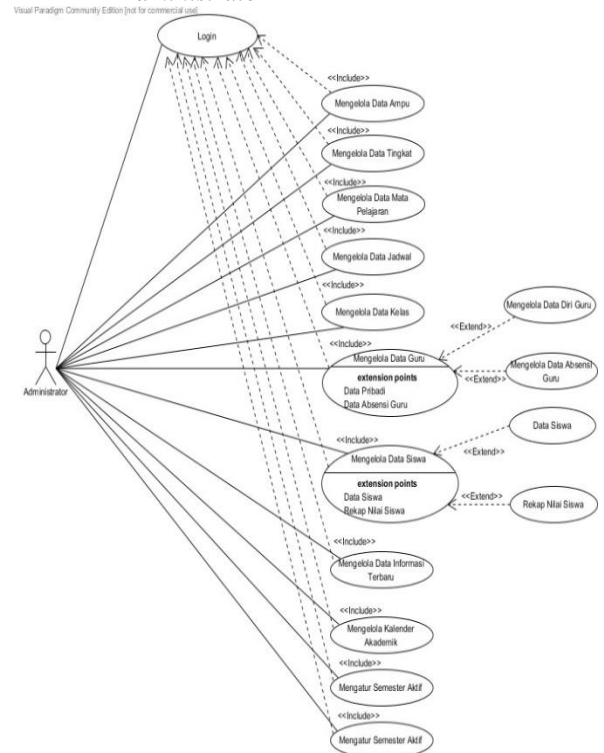 Visual Paradigm Community Edition [not for commercial use]
Login
<<Include>>
Mengelola Data Ampu
<<Include>>
Mengelola Data Tingkat
<<Include>>
Mengelola Data Mata
Pelajaran
<<Include>>
Mengelola Data Jadwal
<<Include>>
Mengelola Data Kelas
Mengelola Data Diri Guru
<<Extend>>
<<Include>>
Mengelola Data Guru
extension points
Data Pribadi
Data Absensi Guru
Mengelola Data Absensi
Guru
<<Extend>>
Administrator
<<Include>>
Mengelola Data Siswa
extension points
Data Siswa
Rekap Nilai Siswa
Data Siswa
<<Extend>>
<<Extend>>
Rekap Nilai Siswa
<<Include>>
Mengelola Data Informasi
Terbaru
<<Include>>
Mengelola Kalender
Akademik
<<Include>>
Mengatur Semester Aktif
<<Include>>
Mengatur Semester Aktif